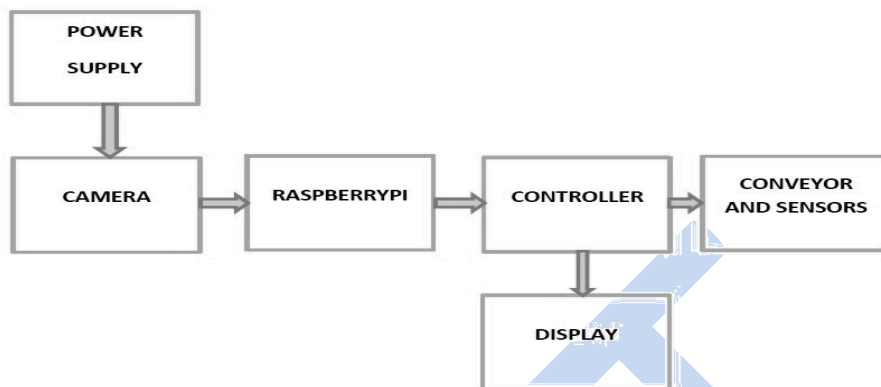 POWER
SUPPLY
CAMERA
RASPBERRYPI
CONTROLLER
CONVEYOR
AND SENSORS
DISPLAY